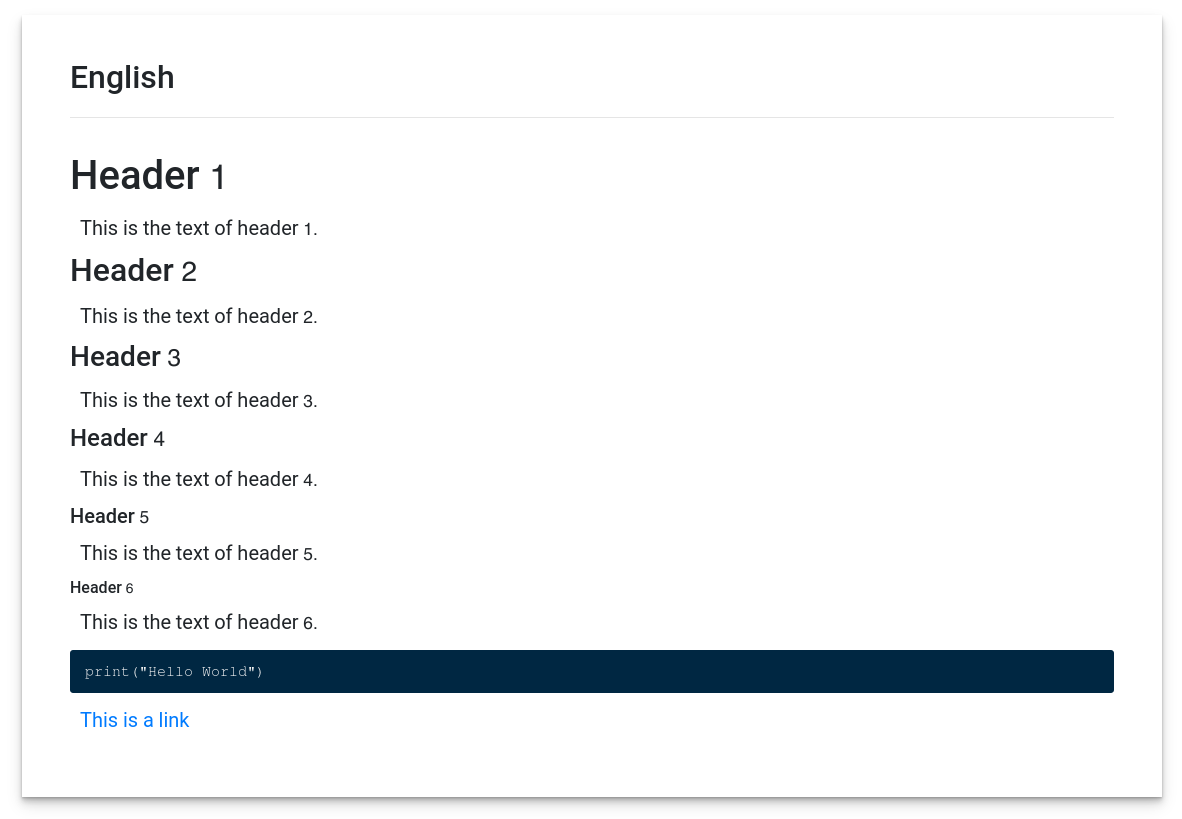 English
Header 1
This is the text of header 1.
Header 2
This is the text of header 2.
Header 3
This is the text of header 3.
Header 4
This is the text of header 4.
Header 5
This is the text of header 5.
Header 6
This is the text of header 6.
print("Hello World")
This is a link